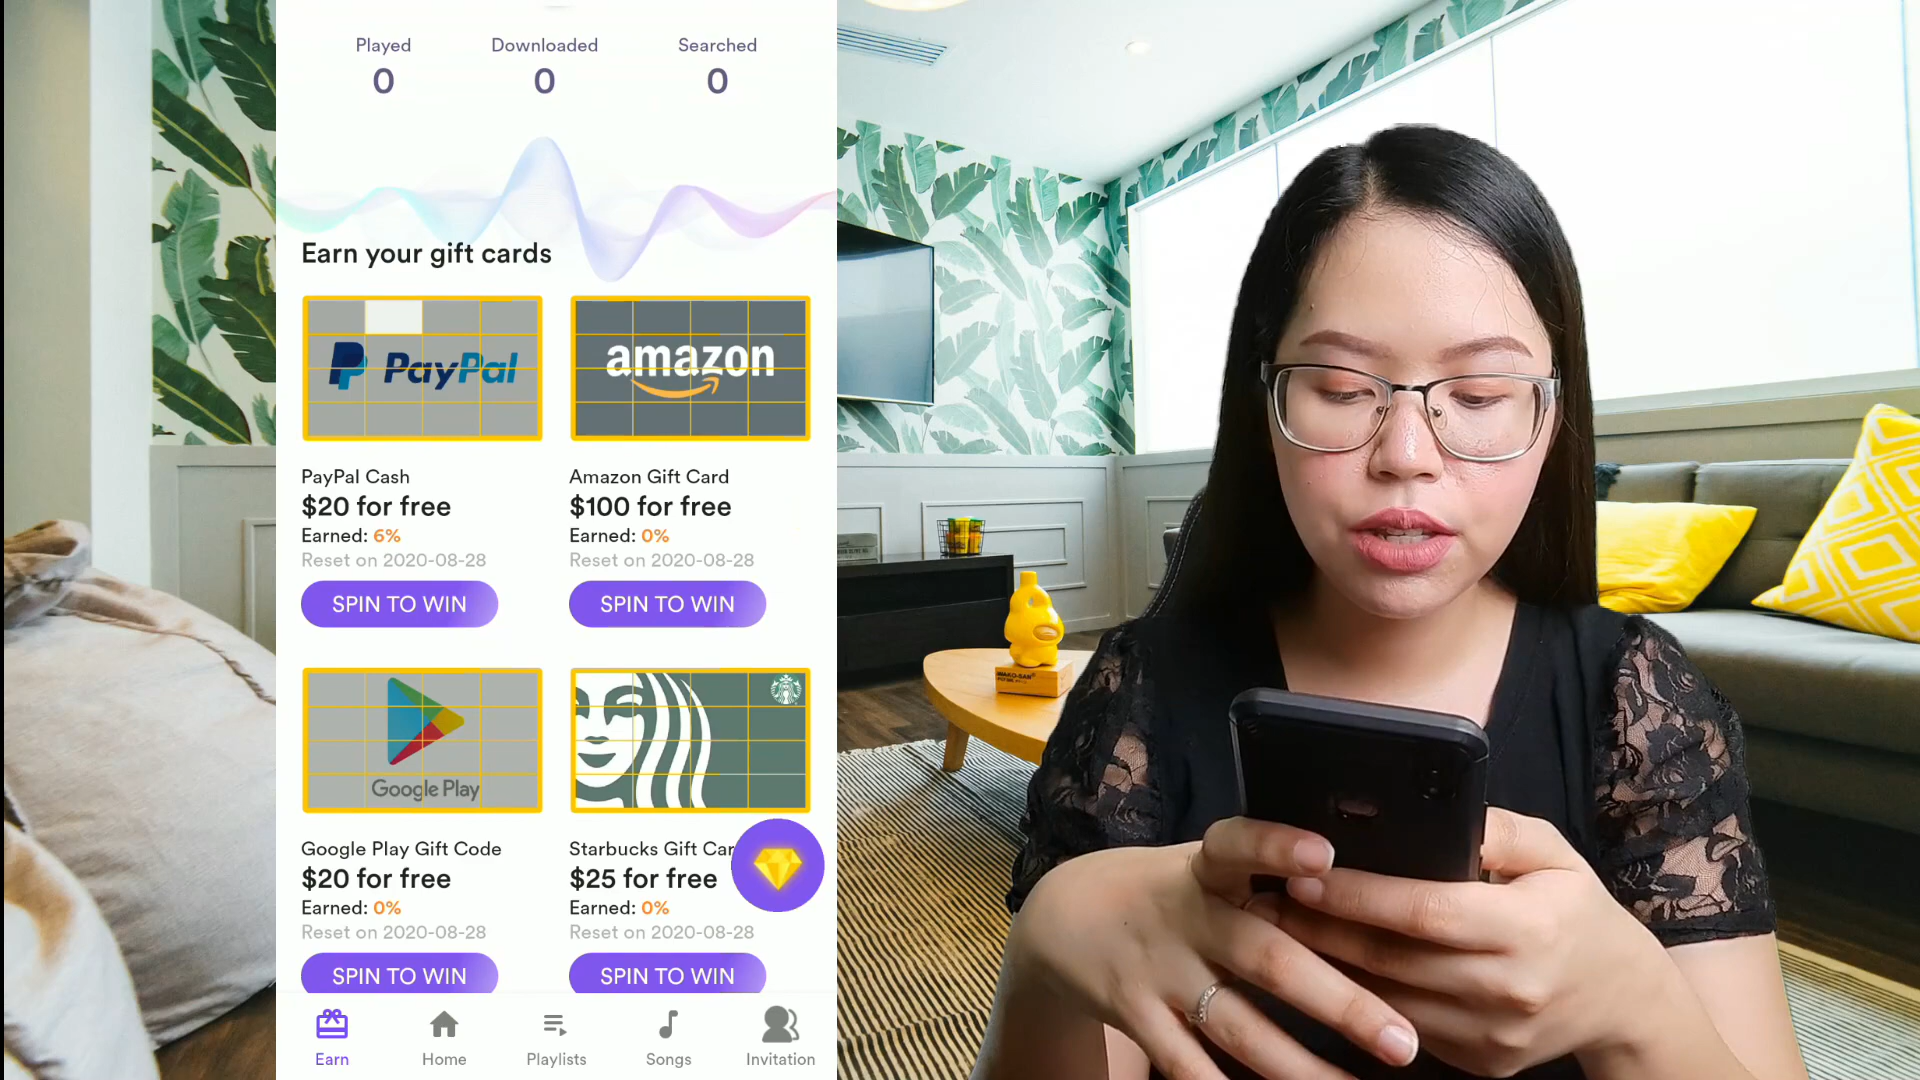 Played Downloaded Searched
0 0 0
Earn your gift cards
PayPal amazon
PayPal Cash Amazon Gift Card
$20 for free $100 for free
Earned: 6% Earned: 0%
Reset on 2020-08-28 Reset on 2020-08-28
SPIN TO WIN SPIN TO WIN
Google Play
Google Play Gift Code Starbucks Gift Car
$20 for free $25 for free
Earned: 0% Earned: 0%
Reset on 2020-08-28 Reset on 2020-08-28
SPIN TO WIN SPIN TO WIN
Earn Home Playlists Songs Invitation